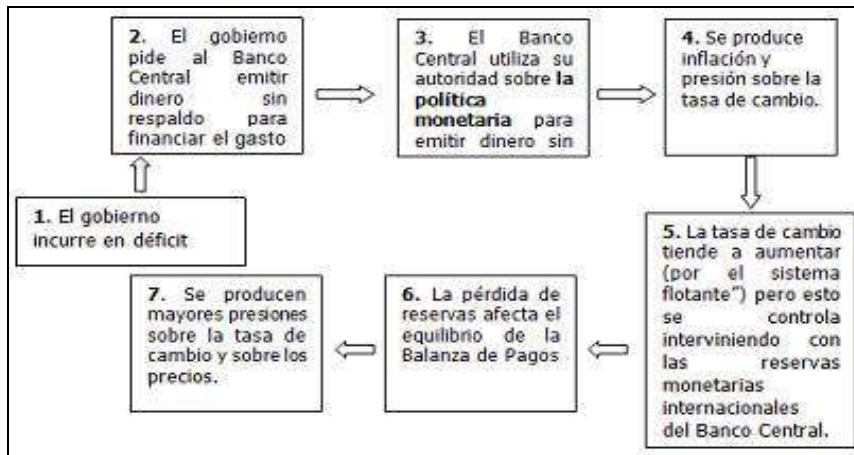 1. El gobierno
incurre en déficit
2. El gobierno
pide al Banco
Central emitir
dinero sin
respaldo para
financiar el gasto
3. El Banco
Central utiliza su
autoridad sobre la
política
monetaria para
emitir dinero sin
4. Se produce
inflación y
presión sobre la
tasa de cambio.
5. La tasa de cambio
tiende a aumentar
(por el sistema
flotante”) pero esto
se controla
interviniendo con
las reservas
monetarias
internacionales
del Banco Central.
6. La pérdida de
reservas afecta el
equilibrio de la
Balanza de Pagos
7. Se producen
mayores presiones
sobre la tasa de
cambio y sobre los
precios.